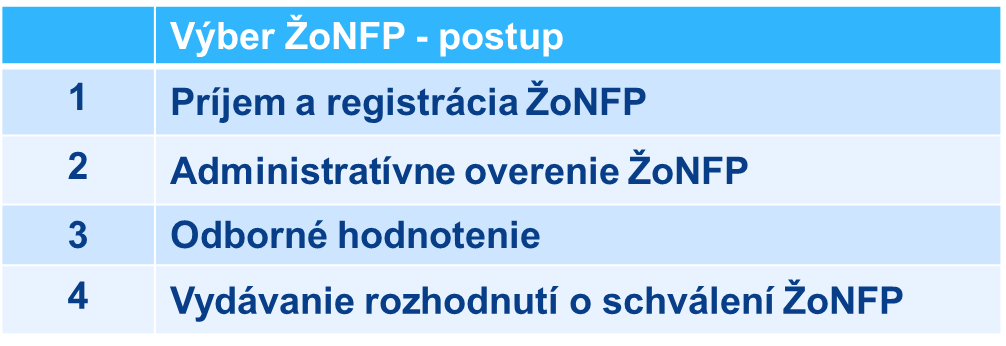 Výber ŽoNFP - postup
1 Príjem a registrácia ŽoNFP
2 Administratívne overenie ŽoNFP
3 Odborné hodnotenie
4 Vydávanie rozhodnutí o schválení ŽoNFP